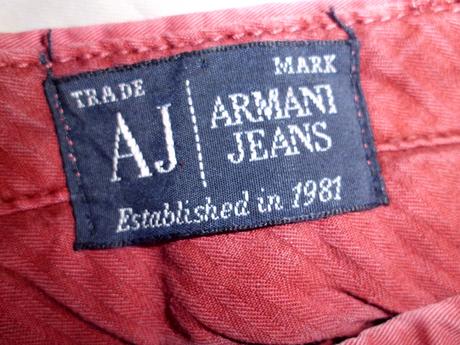 TRADE MARK
AJ ARMANI
JEANS
Established in 1981